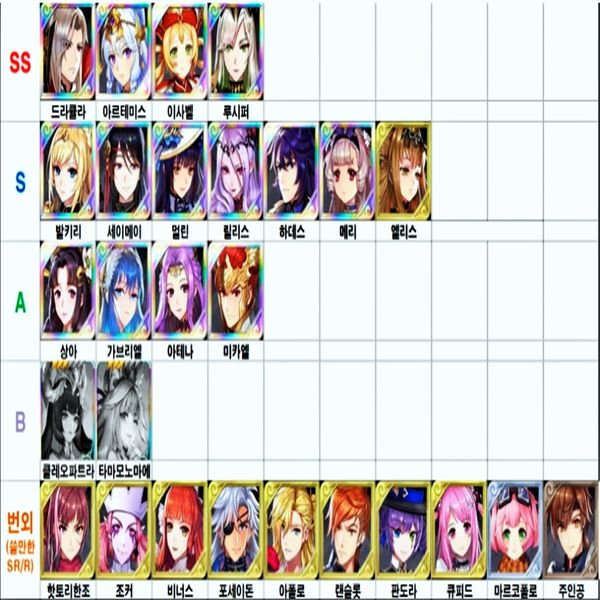 SS
드라큘라 아르테미스 이사벨 루시퍼
S
발키리 세이메이 멀린 릴리스 하데스 메리 엘리스
A
상아 가브리엘 아테나 미카엘
B
클레오파트라 타마모노마에
번외
(쓸만한
SR/R)
핫토리한조 조커 비너스 포세이돈 아폴로 랜슬롯 판도라 큐피드 마르코폴로 주인공